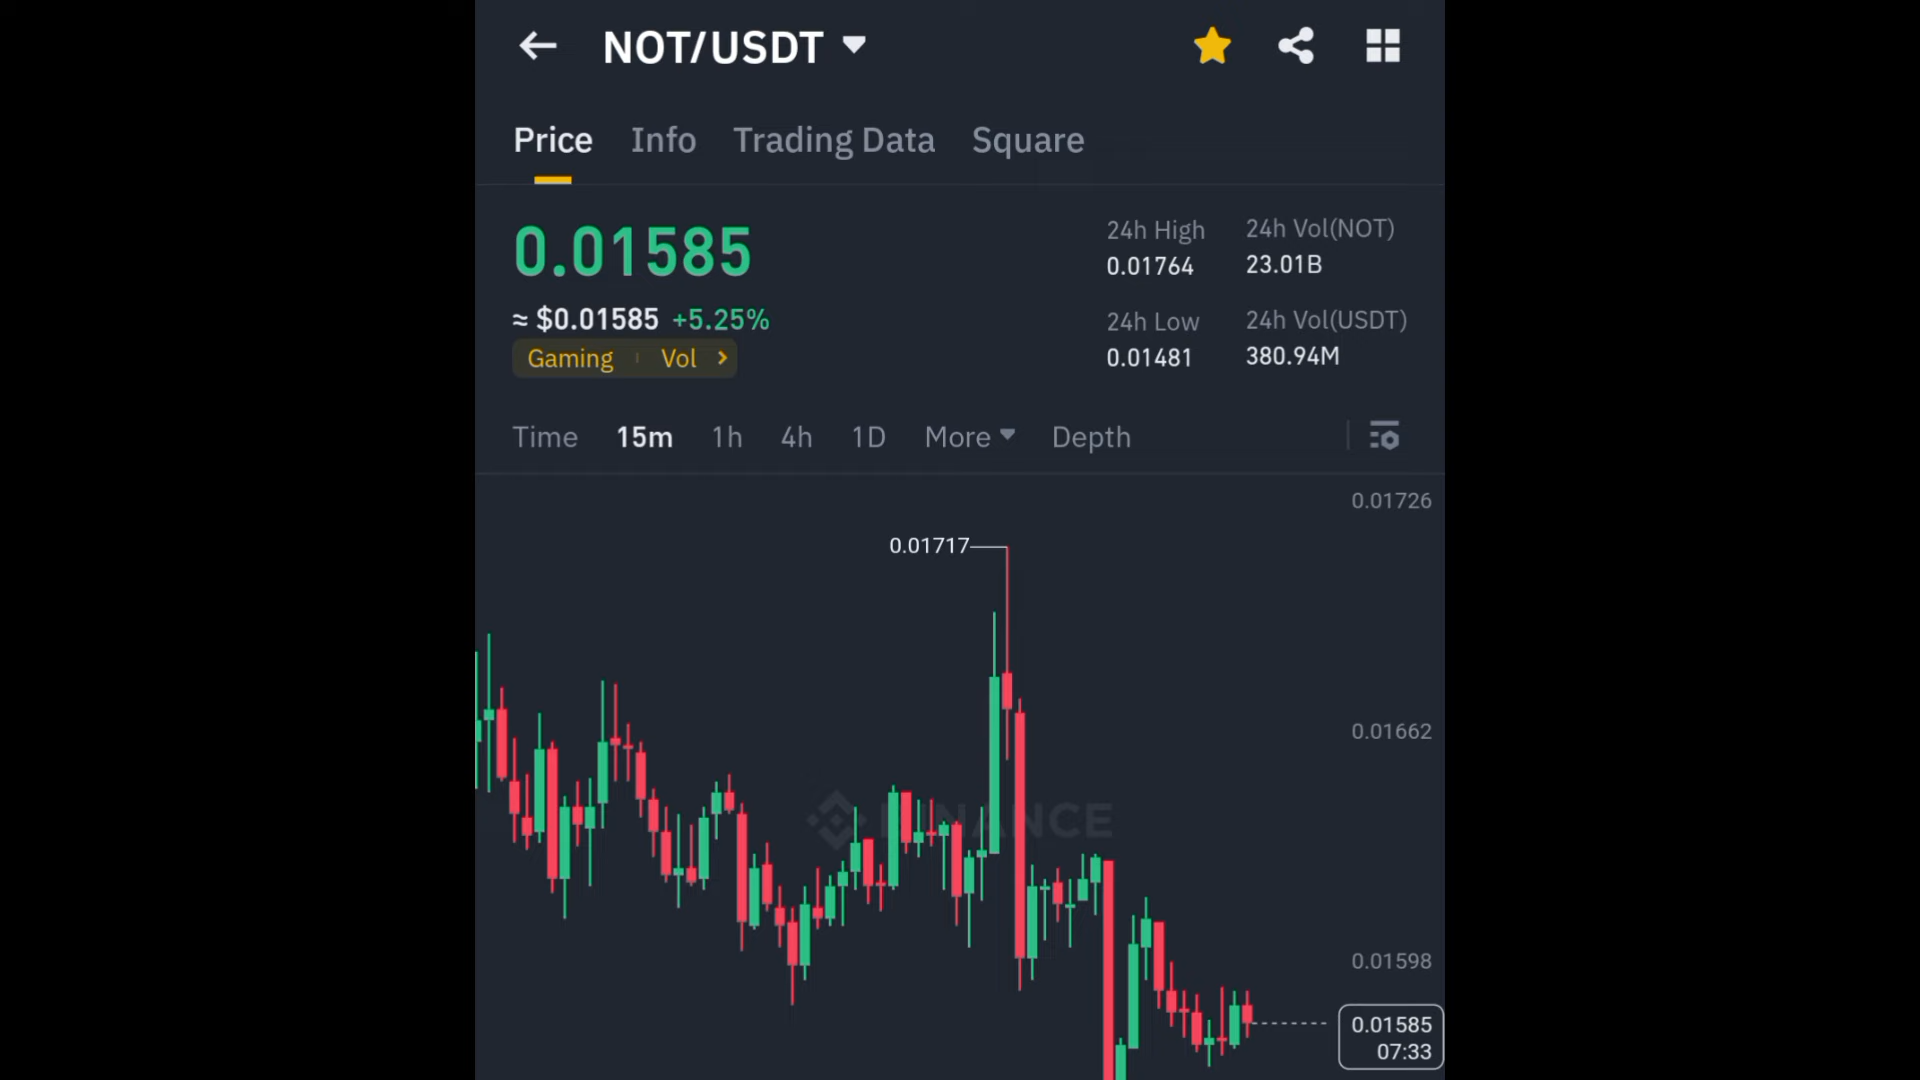 NOT/USDT
Price Info Trading Data Square
0.01585
≈ $0.01585 +5.25%
Gaming Vol
24h High
0.01764
24h Vol(NOT)
23.01B
24h Low
0.01481
24h Vol(USDT)
380.94M
Time 15m 1h 4h 1D More Depth
0.01726
0.01717
0.01662
BINANCE
0.01598
0.01585
07:33